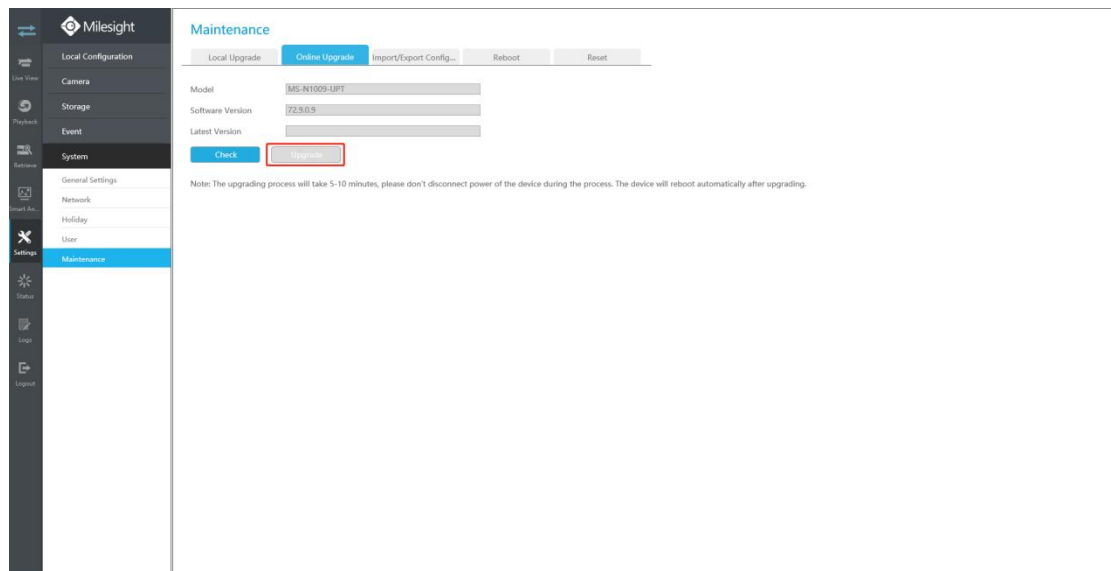 Milesight
Live View
Playback
Retrieve
Smart An...
Settings
Status
Logs
Logout
Local Configuration
Camera
Storage
Event
System
General Settings
Network
Holiday
User
Maintenance
Maintenance
Local Upgrade Online Upgrade Import/Export Config... Reboot Reset
Model MS-N1009-UPT
Software Version 72.9.0.9
Latest Version
Check Upgrade
Note: The upgrading process will take 5-10 minutes, please don't disconnect power of the device during the process. The device will reboot automatically after upgrading.